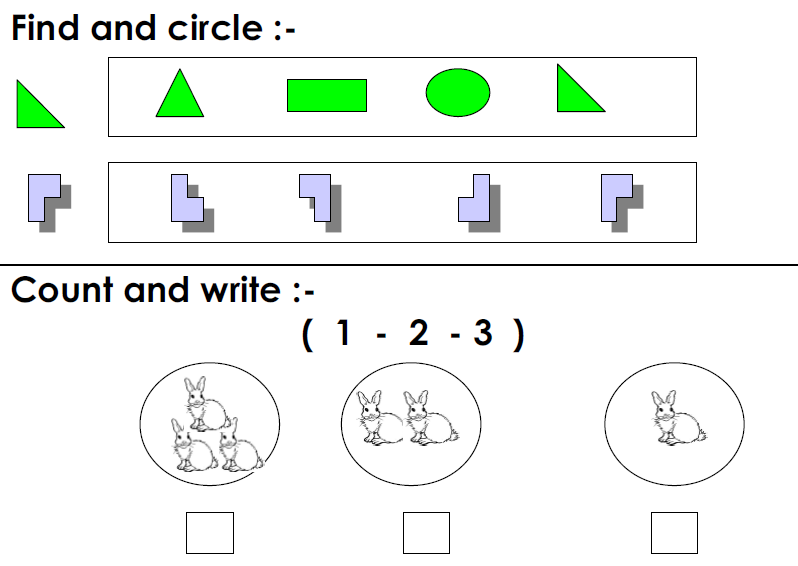 Find and circle :-
Count and write :-
( 1 - 2 - 3 )